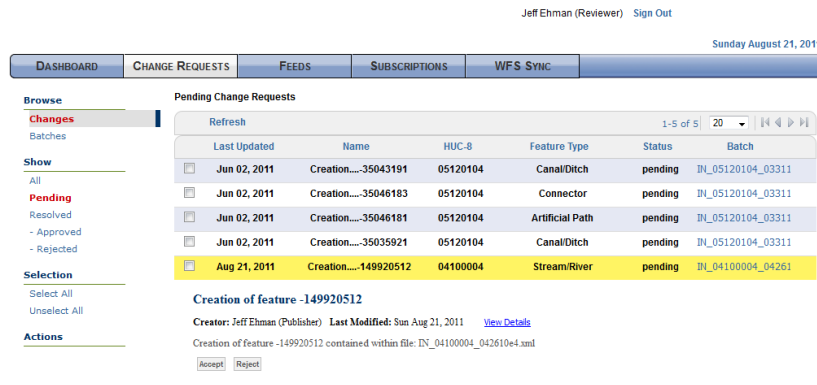 Jeff Ehman (Reviewer) Sign Out
Sunday August 21, 201
DASHBOARD CHANGE REQUESTS FEEDS SUBSCRIPTIONS WFS SYNC
Browse
Changes
Batches
Show
All
Pending
Resolved
- Approved
- Rejected
Selection
Select All
Unselect All
Actions
Pending Change Requests
Refresh 1-5 of 5 20
Last Updated Name HUC-8 Feature Type Status Batch
Jun 02, 2011 Creation....-35043191 05120104 Canal/Ditch pending IN_05120104_03311
Jun 02, 2011 Creation....-35046183 05120104 Connector pending IN_05120104_03311
Jun 02, 2011 Creation....-35046181 05120104 Artificial Path pending IN_05120104_03311
Jun 02, 2011 Creation....-35035921 05120104 Canal/Ditch pending IN_05120104_03311
Aug 21, 2011 Creation....-149920512 04100004 Stream/River pending IN_04100004_04261
Creation of feature -149920512
Creator: Jeff Ehman (Publisher) Last Modified: Sun Aug 21, 2011 View Details
Creation of feature -149920512 contained within file: IN_04100004_042610e4.xml
Accept Reject